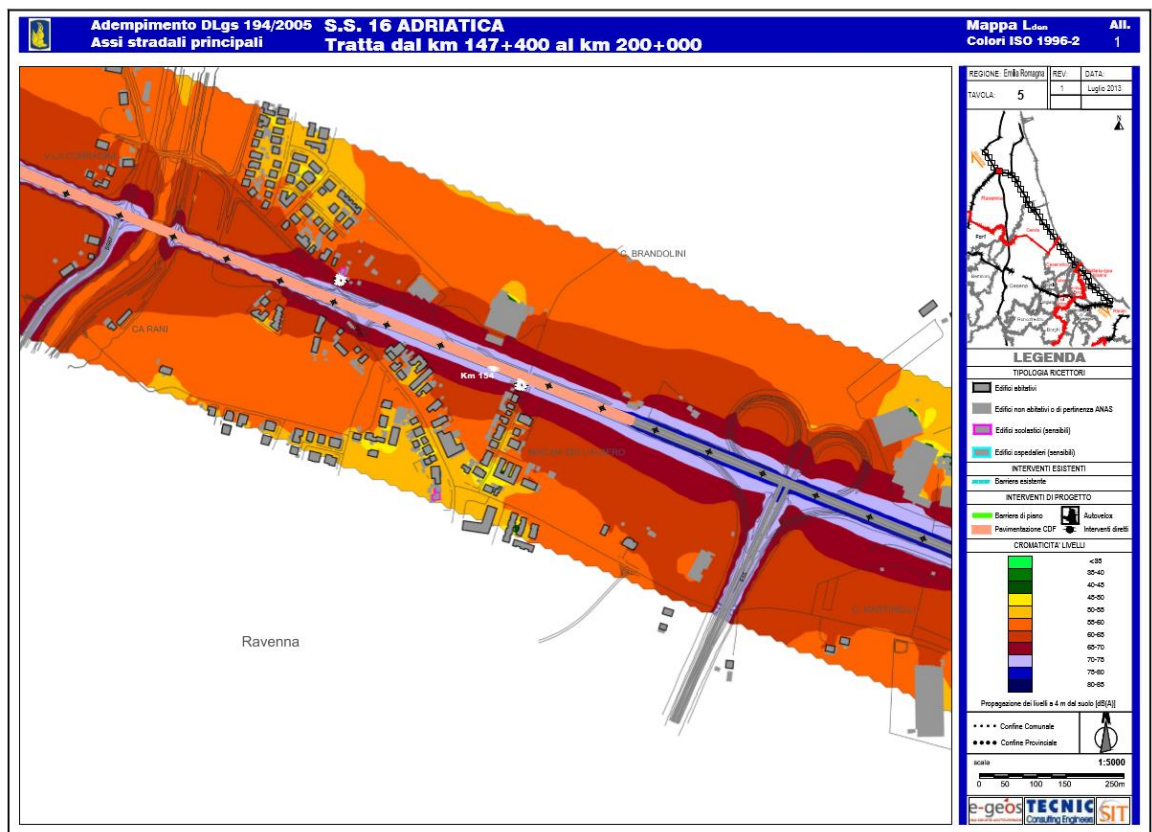 Adempimento DLgs 194/2005
Assi stradali principali
S.S. 16 ADRIATICA
Tratta dal km 147+400 al km 200+000
Mappa Lden
Colori ISO 1996-2
All.
1
REGIONE: Emilia Romagna
REV:
DATA:
TAVOLA: 5
1
Luglio 2013
N
Ravenna
Cervia
Forlì
Cesena
LEGENDA
TIPOLOGIA RICETTORI
Edifici abitativi
Edifici non abitativi o di pertinenza ANAS
Edifici scolastici (sensibili)
Edifici ospedalieri (sensibili)
INTERVENTI ESISTENTI
Barriera esistente
INTERVENTI DI PROGETTO
Barriera di piano
Autovelox
Pavimentazione CDF
Interventi diretti
CROMATICITA' LIVELLI
<35
35-40
40-45
45-50
50-55
55-60
60-65
65-70
70-75
75-80
80-85
Propagazione dei livelli a 4 m dal suolo [dB(A)]
Confine Comunale
Confine Provinciale
scala
1:5000
0 50 100 150 250m
e-geos
TECNIC
Consulting Engineers
SIT
C. BRANDOLINI
CA RANI
Km 154
C. MARTINELLI
Ravenna